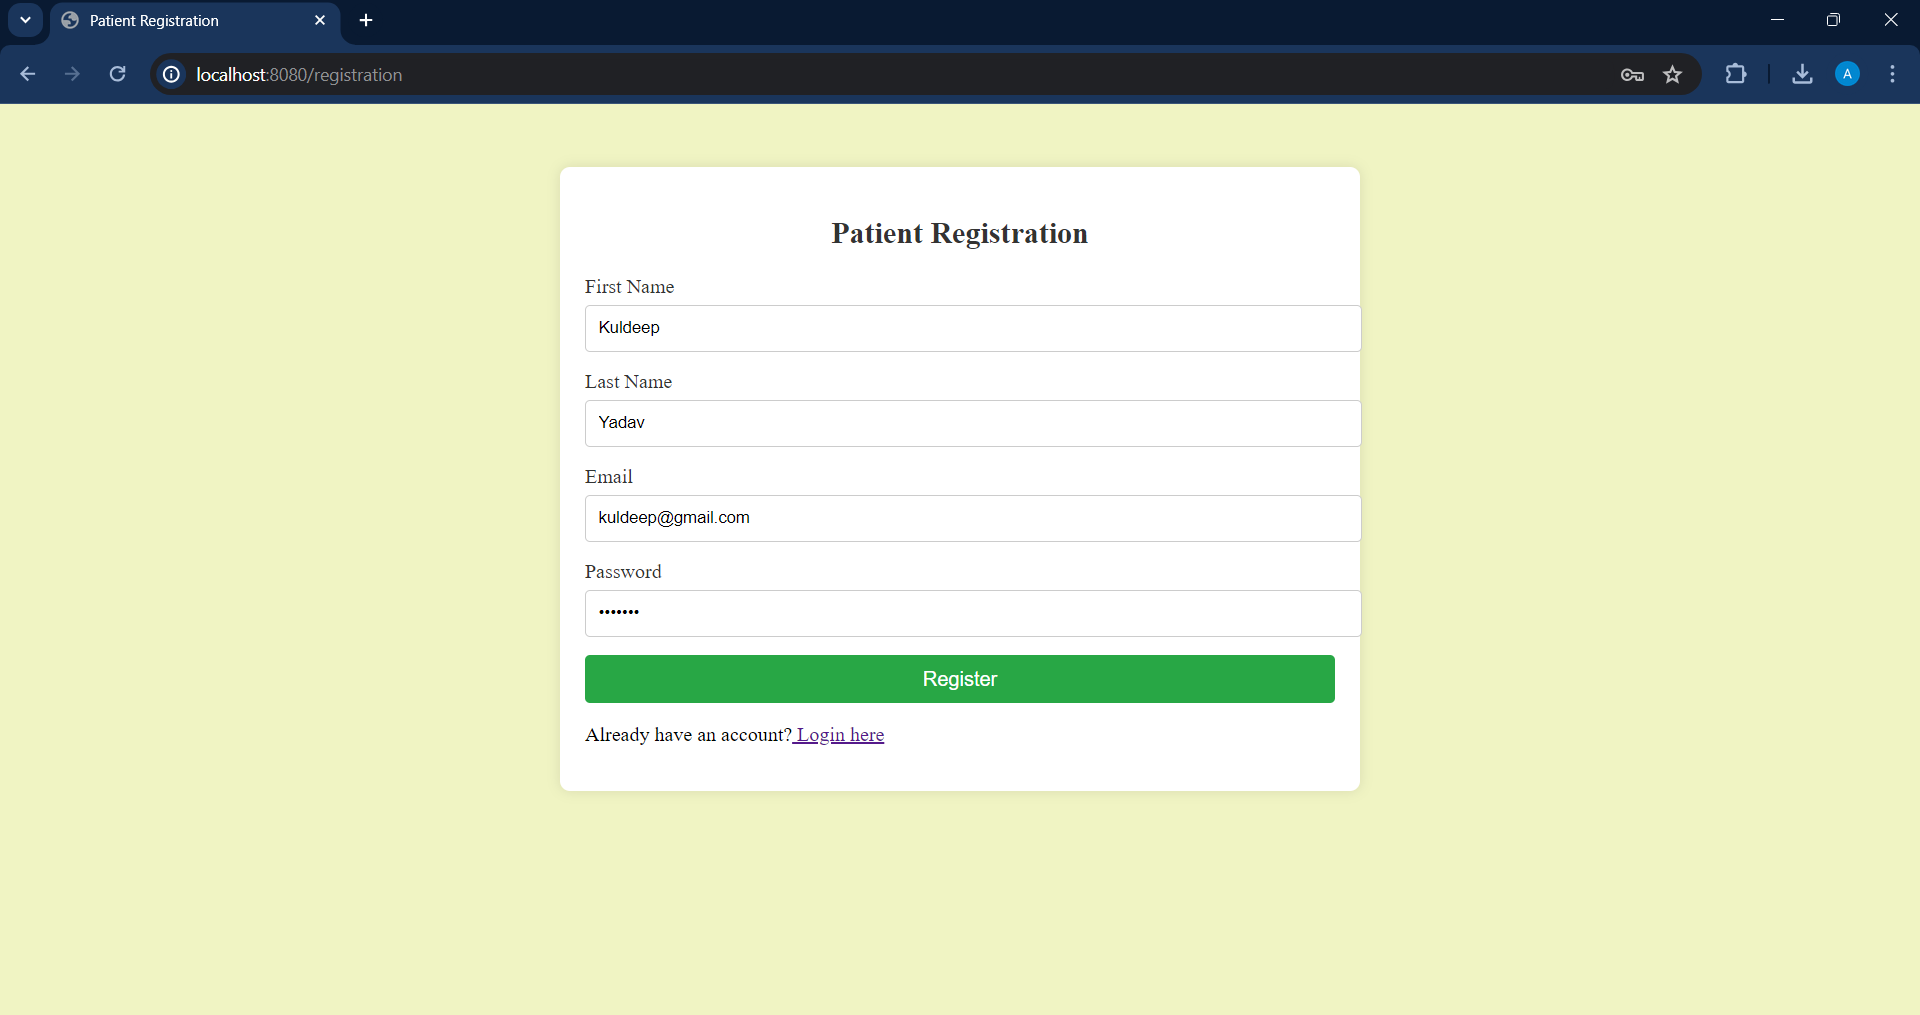 Patient Registration
localhost:8080/registration
A
Patient Registration
First Name
Kuldeep
Last Name
Yadav
Email
kuldeep@gmail.com
Password
•••••••
Register
Already have an account? Login here